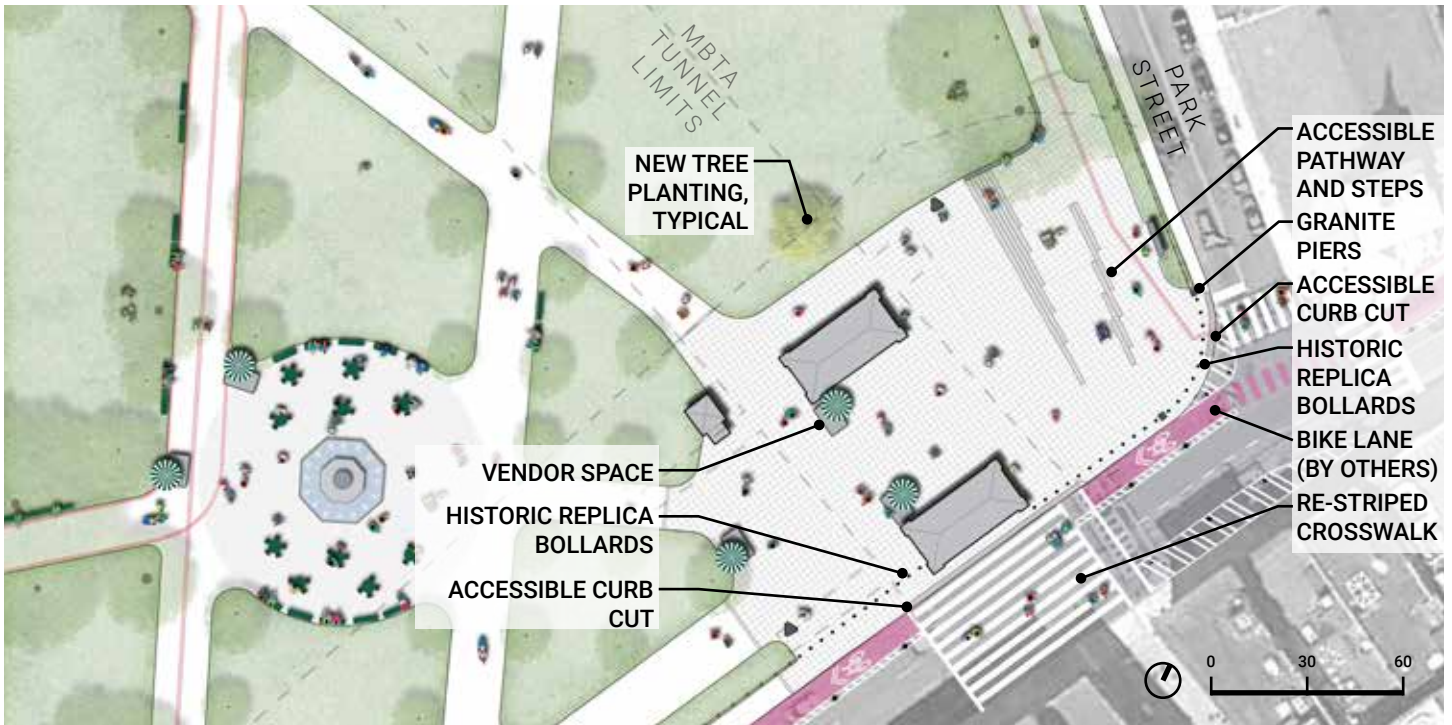 MBTA
TUNNEL
LIMITS
PARK
STREET
NEW TREE
PLANTING,
TYPICAL
ACCESSIBLE
PATHWAY
AND STEPS
GRANITE
PIERS
ACCESSIBLE
CURB CUT
HISTORIC
REPLICA
BOLLARDS
BIKE LANE
(BY OTHERS)
RE-STRIPED
CROSSWALK
VENDOR SPACE
HISTORIC REPLICA
BOLLARDS
ACCESSIBLE CURB
CUT
0 30 60